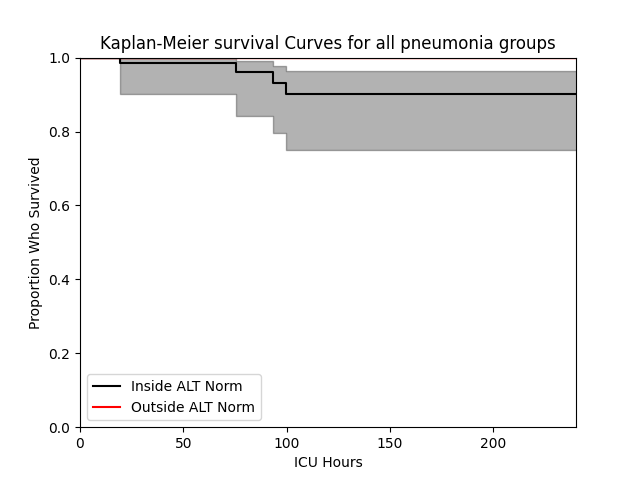 Kaplan-Meier survival Curves for all pneumonia groups
Proportion Who Survived
1.0
0.8
0.6
0.4
0.2
0.0
Inside ALT Norm
Outside ALT Norm
0 50 100 150 200
ICU Hours